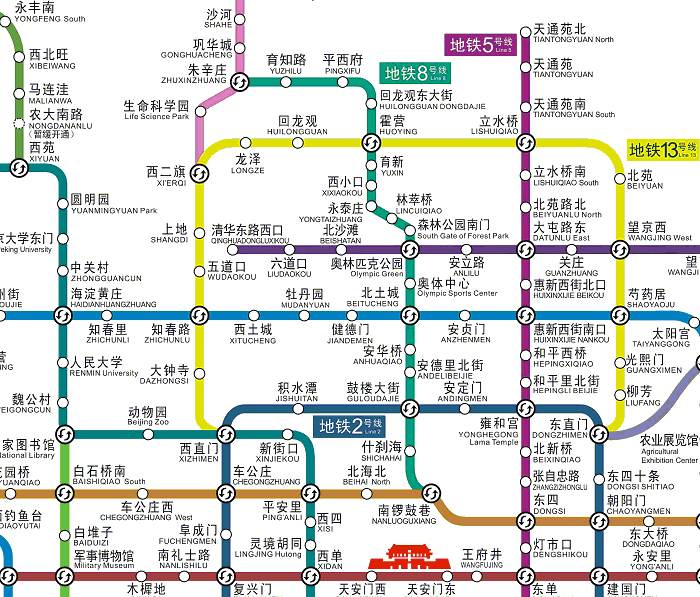 永丰南
YONGFENG South
沙河
SHAHE
西北旺
XIBEIWANG
巩华城
GONGHUACHENG
育知路
YUZHILU
平西府
PINGXIFU
地铁5号线
Line 5
天通苑北
TIANTONGYUAN North
马连洼
MALIANWA
朱辛庄
ZHUXINZHUANG
地铁8号线
Line 8
天通苑
TIANTONGYUAN
农大南路
NONGDANANLU
(暂缓开通)
生命科学园
Life Science Park
回龙观东大街
HUILONGGUAN DONGDAJIE
天通苑南
TIANTONGYUAN South
西苑
XIYUAN
回龙观
HUILONGGUAN
霍营
HUOYING
立水桥
LISHUIQIAO
地铁13号线
Line 13
西二旗
XI'ERQI
龙泽
LONGZE
育新
YUXIN
立水桥南
LISHUIQIAO South
北苑
BEIYUAN
西小口
XIXIAOKOU
圆明园
YUANMINGYUAN Park
永泰庄
YONGTAIZHUANG
林萃桥
LINCUIQIAO
北苑路北
BEIYUANLU North
上地
SHANGDI
清华东路西口
QINGHUADONGLUXIKOU
北沙滩
BEISHATAN
森林公园南门
South Gate of Forest Park
大屯路东
DATUNLU East
望京西
WANGJING West
京大学东门
Peking University
中关村
ZHONGGUANCUN
五道口
WUDAOKOU
六道口
LIUDAOKOU
奥林匹克公园
Olympic Green
安立路
ANLILU
关庄
GUANZHUANG
望
WANGJI
奥体中心
Olympic Sports Center
惠新西街北口
HUIXINXIJIE BEIKOU
州街
OUJIE
海淀黄庄
HAIDIANHUANGZHUANG
牡丹园
MUDANYUAN
北土城
BEITUCHENG
芍药居
SHAOYAOJU
知春里
ZHICHUNLI
知春路
ZHICHUNLU
西土城
XITUCHENG
健德门
JIANDEMEN
安贞门
ANZHENMEN
惠新西街南口
HUIXINXIJIE NANKOU
太阳宫
TAIYANGGONG
安华桥
ANHUAQIAO
和平西桥
HEPINGXIQIAO
营
人民大学
RENMIN University
大钟寺
DAZHONGSI
安德里北街
ANDELIBEIJIE
光熙门
GUANGXIMEN
积水潭
JISHUITAN
鼓楼大街
GULOUDAJIE
安定门
ANDINGMEN
和平里北街
HEPINGLI BEIJIE
柳芳
LIUFANG
魏公村
WEIGONGCUN
动物园
Beijing Zoo
地铁2号线
Line 2
雍和宫
YONGHEGONG
Lama Temple
东直门
DONGZHIMEN
农业展览馆
Agricultural
Exhibition Center
家图书馆
National Library
西直门
XIZHIMEN
新街口
XINJIEKOU
什刹海
SHICHAHAI
北新桥
BEIXINQIAO
花园桥
YUANQIAO
白石桥南
BAISHIQIAO South
车公庄
CHEGONGZHUANG
北海北
BEIHAI North
张自忠路
ZHANGZIZHONGLU
东四十条
DONGSI SHITIAO
车公庄西
CHEGONGZHUANG West
平安里
PING'ANLI
南锣鼓巷
NANLUOGUXIANG
东四
DONGSI
朝阳门
CHAOYANGMEN
钓鱼台
DIAOYUTAI
白堆子
BAIDUIZI
阜成门
FUCHENGMEN
西四
XISI
东大桥
DONGDAQIAO
灵境胡同
LINGJING Hutong
灯市口
DENGSHIKOU
军事博物馆
Military Museum
南礼士路
NANLISHILU
西单
XIDAN
王府井
WANGFUJING
永安里
YONG'ANLI
木樨地
复兴门
天安门西
天安门东
东单
建国门